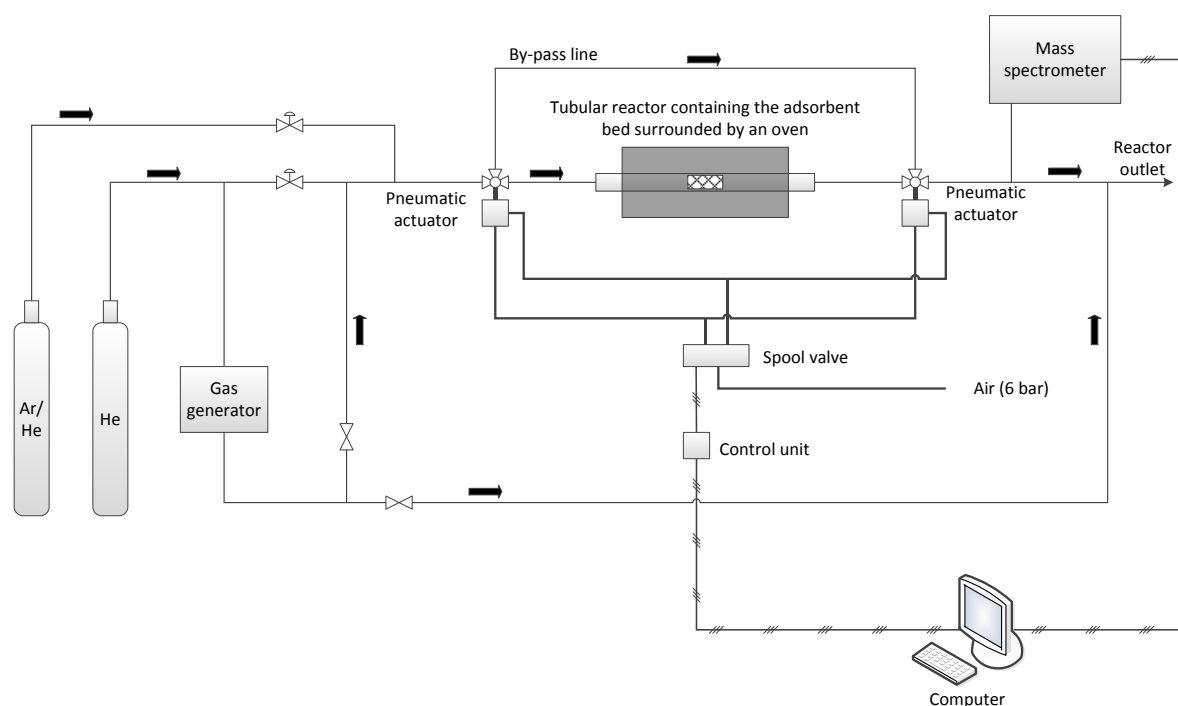 By-pass line
Mass
spectrometer
Tubular reactor containing the adsorbent
bed surrounded by an oven
Reactor
outlet
Pneumatic
actuator
Pneumatic
actuator
Spool valve
Gas
generator
Air (6 bar)
Ar/
He
He
Control unit
Computer